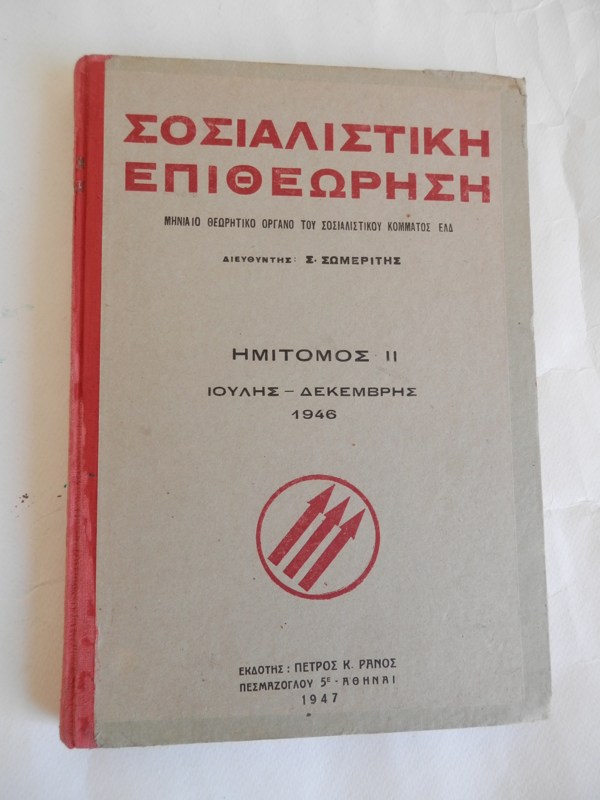 ΣΟΣΙΑΛΙΣΤΙΚΗ
ΕΠΙΘΕΩΡΗΣΗ
ΜΗΝΙΑΙΟ ΘΕΩΡΗΤΙΚΟ ΟΡΓΑΝΟ ΤΟΥ ΣΟΣΙΑΛΙΣΤΙΚΟΥ ΚΟΜΜΑΤΟΣ ΕΛΔ
ΔΙΕΥΘΥΝΤΗΣ: Σ. ΣΩΜΕΡΙΤΗΣ
ΗΜΙΤΟΜΟΣ ΙΙ
ΙΟΥΛΗΣ – ΔΕΚΕΜΒΡΗΣ
1946
ΕΚΔΟΤΗΣ: ΠΕΤΡΟΣ Κ. ΡΑΝΟΣ
ΠΕΣΜΑΖΟΓΛΟΥ 5Ε - ΑΘΗΝΑΙ
1947